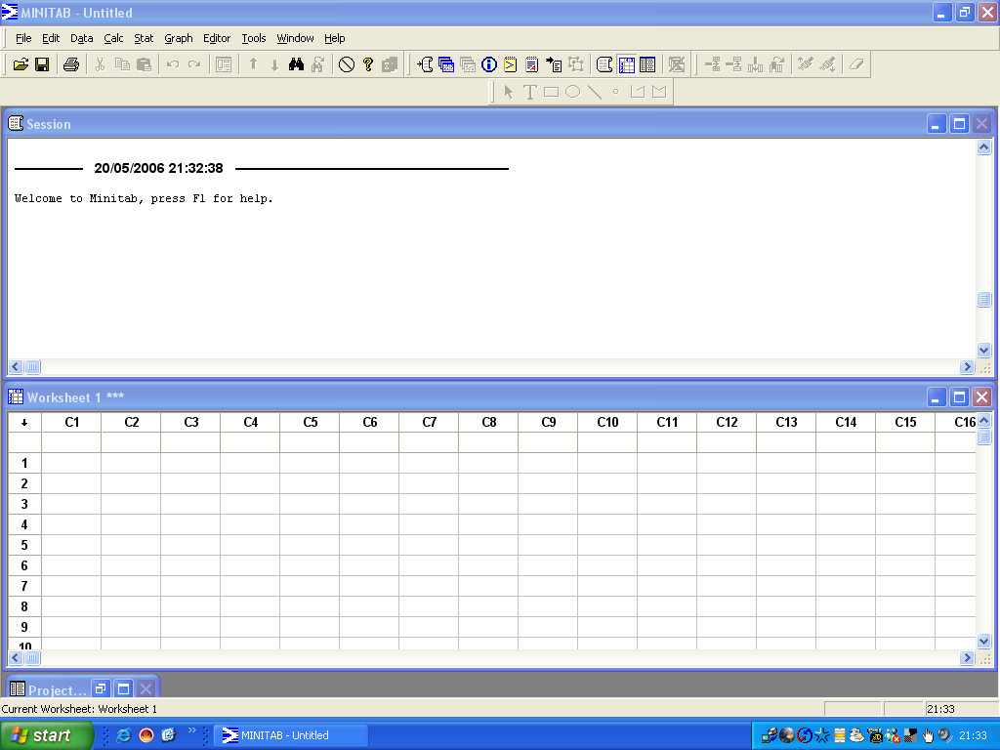 MINITAB - Untitled
File Edit Data Calc Stat Graph Editor Tools Window Help
Session
20/05/2006 21:32:38
Welcome to Minitab, press F1 for help.
Worksheet 1 ***
C1 C2 C3 C4 C5 C6 C7 C8 C9 C10 C11 C12 C13 C14 C15 C16
1
2
3
4
5
6
7
8
9
10
Project...
Current Worksheet: Worksheet 1 21:33
start MINITAB - Untitled 21:33